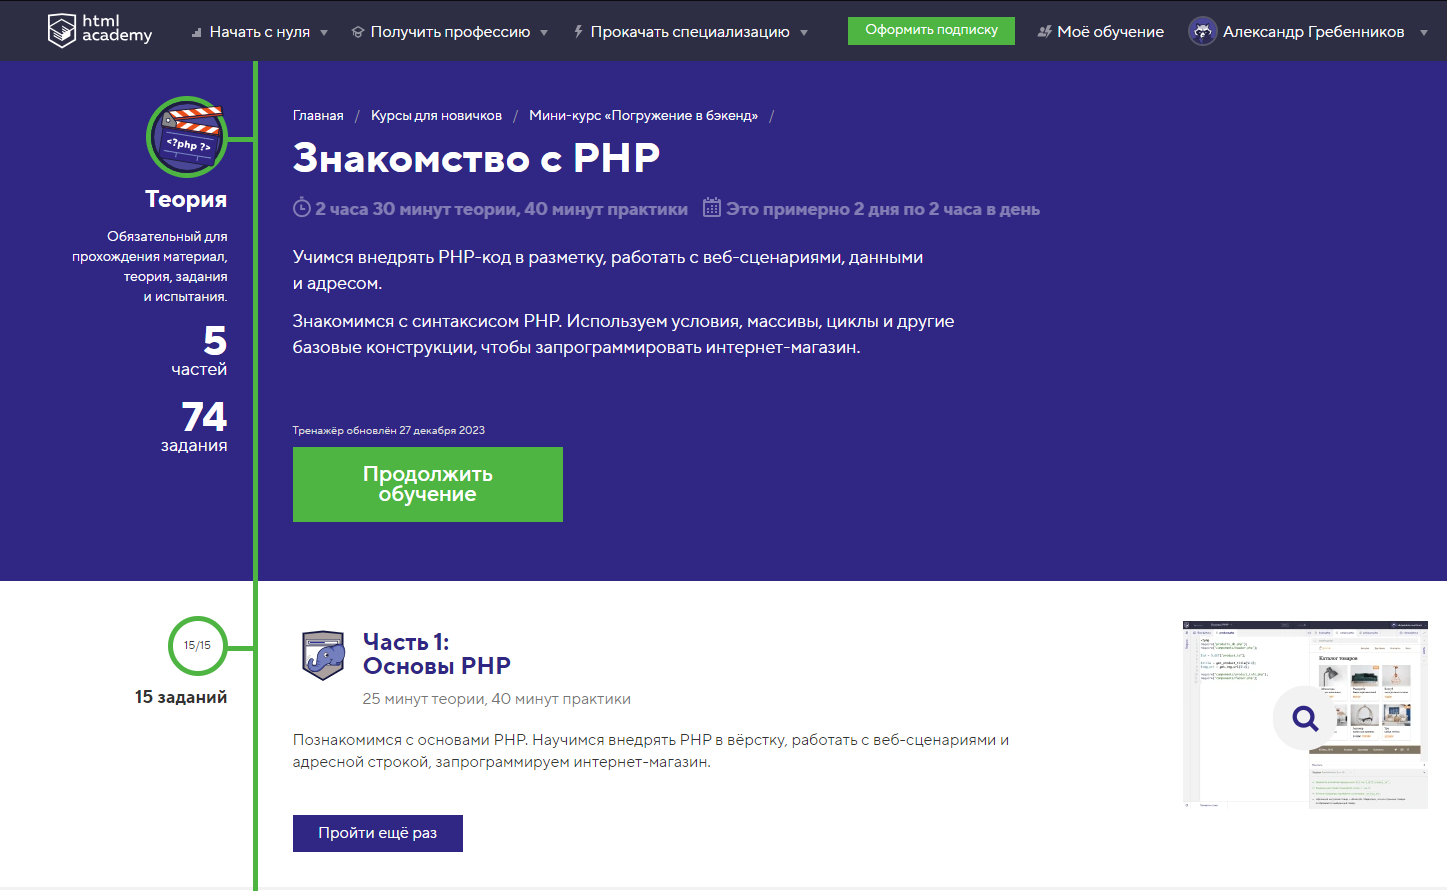 html
academy
Начать с нуля
Получить профессию
Прокачать специализацию
Оформить подписку
Моё обучение
Александр Гребенников
<?php ?>
Теория
Обязательный для
прохождения материал,
теория, задания
и испытания.
5
частей
74
задания
Главная / Курсы для новичков / Мини-курс «Погружение в бэкенд» /
Знакомство с PHP
2 часа 30 минут теории, 40 минут практики
Это примерно 2 дня по 2 часа в день
Учимся внедрять PHP-код в разметку, работать с веб-сценариями, данными
и адресом.
Знакомимся с синтаксисом PHP. Используем условия, массивы, циклы и другие
базовые конструкции, чтобы запрограммировать интернет-магазин.
Тренажёр обновлён 27 декабря 2023
Продолжить
обучение
15/15
15 заданий
Часть 1:
Основы PHP
25 минут теории, 40 минут практики
Познакомимся с основами PHP. Научимся внедрять PHP в вёрстку, работать с веб-сценариями и
адресной строкой, запрограммируем интернет-магазин.
Пройти ещё раз
Каталог товаров